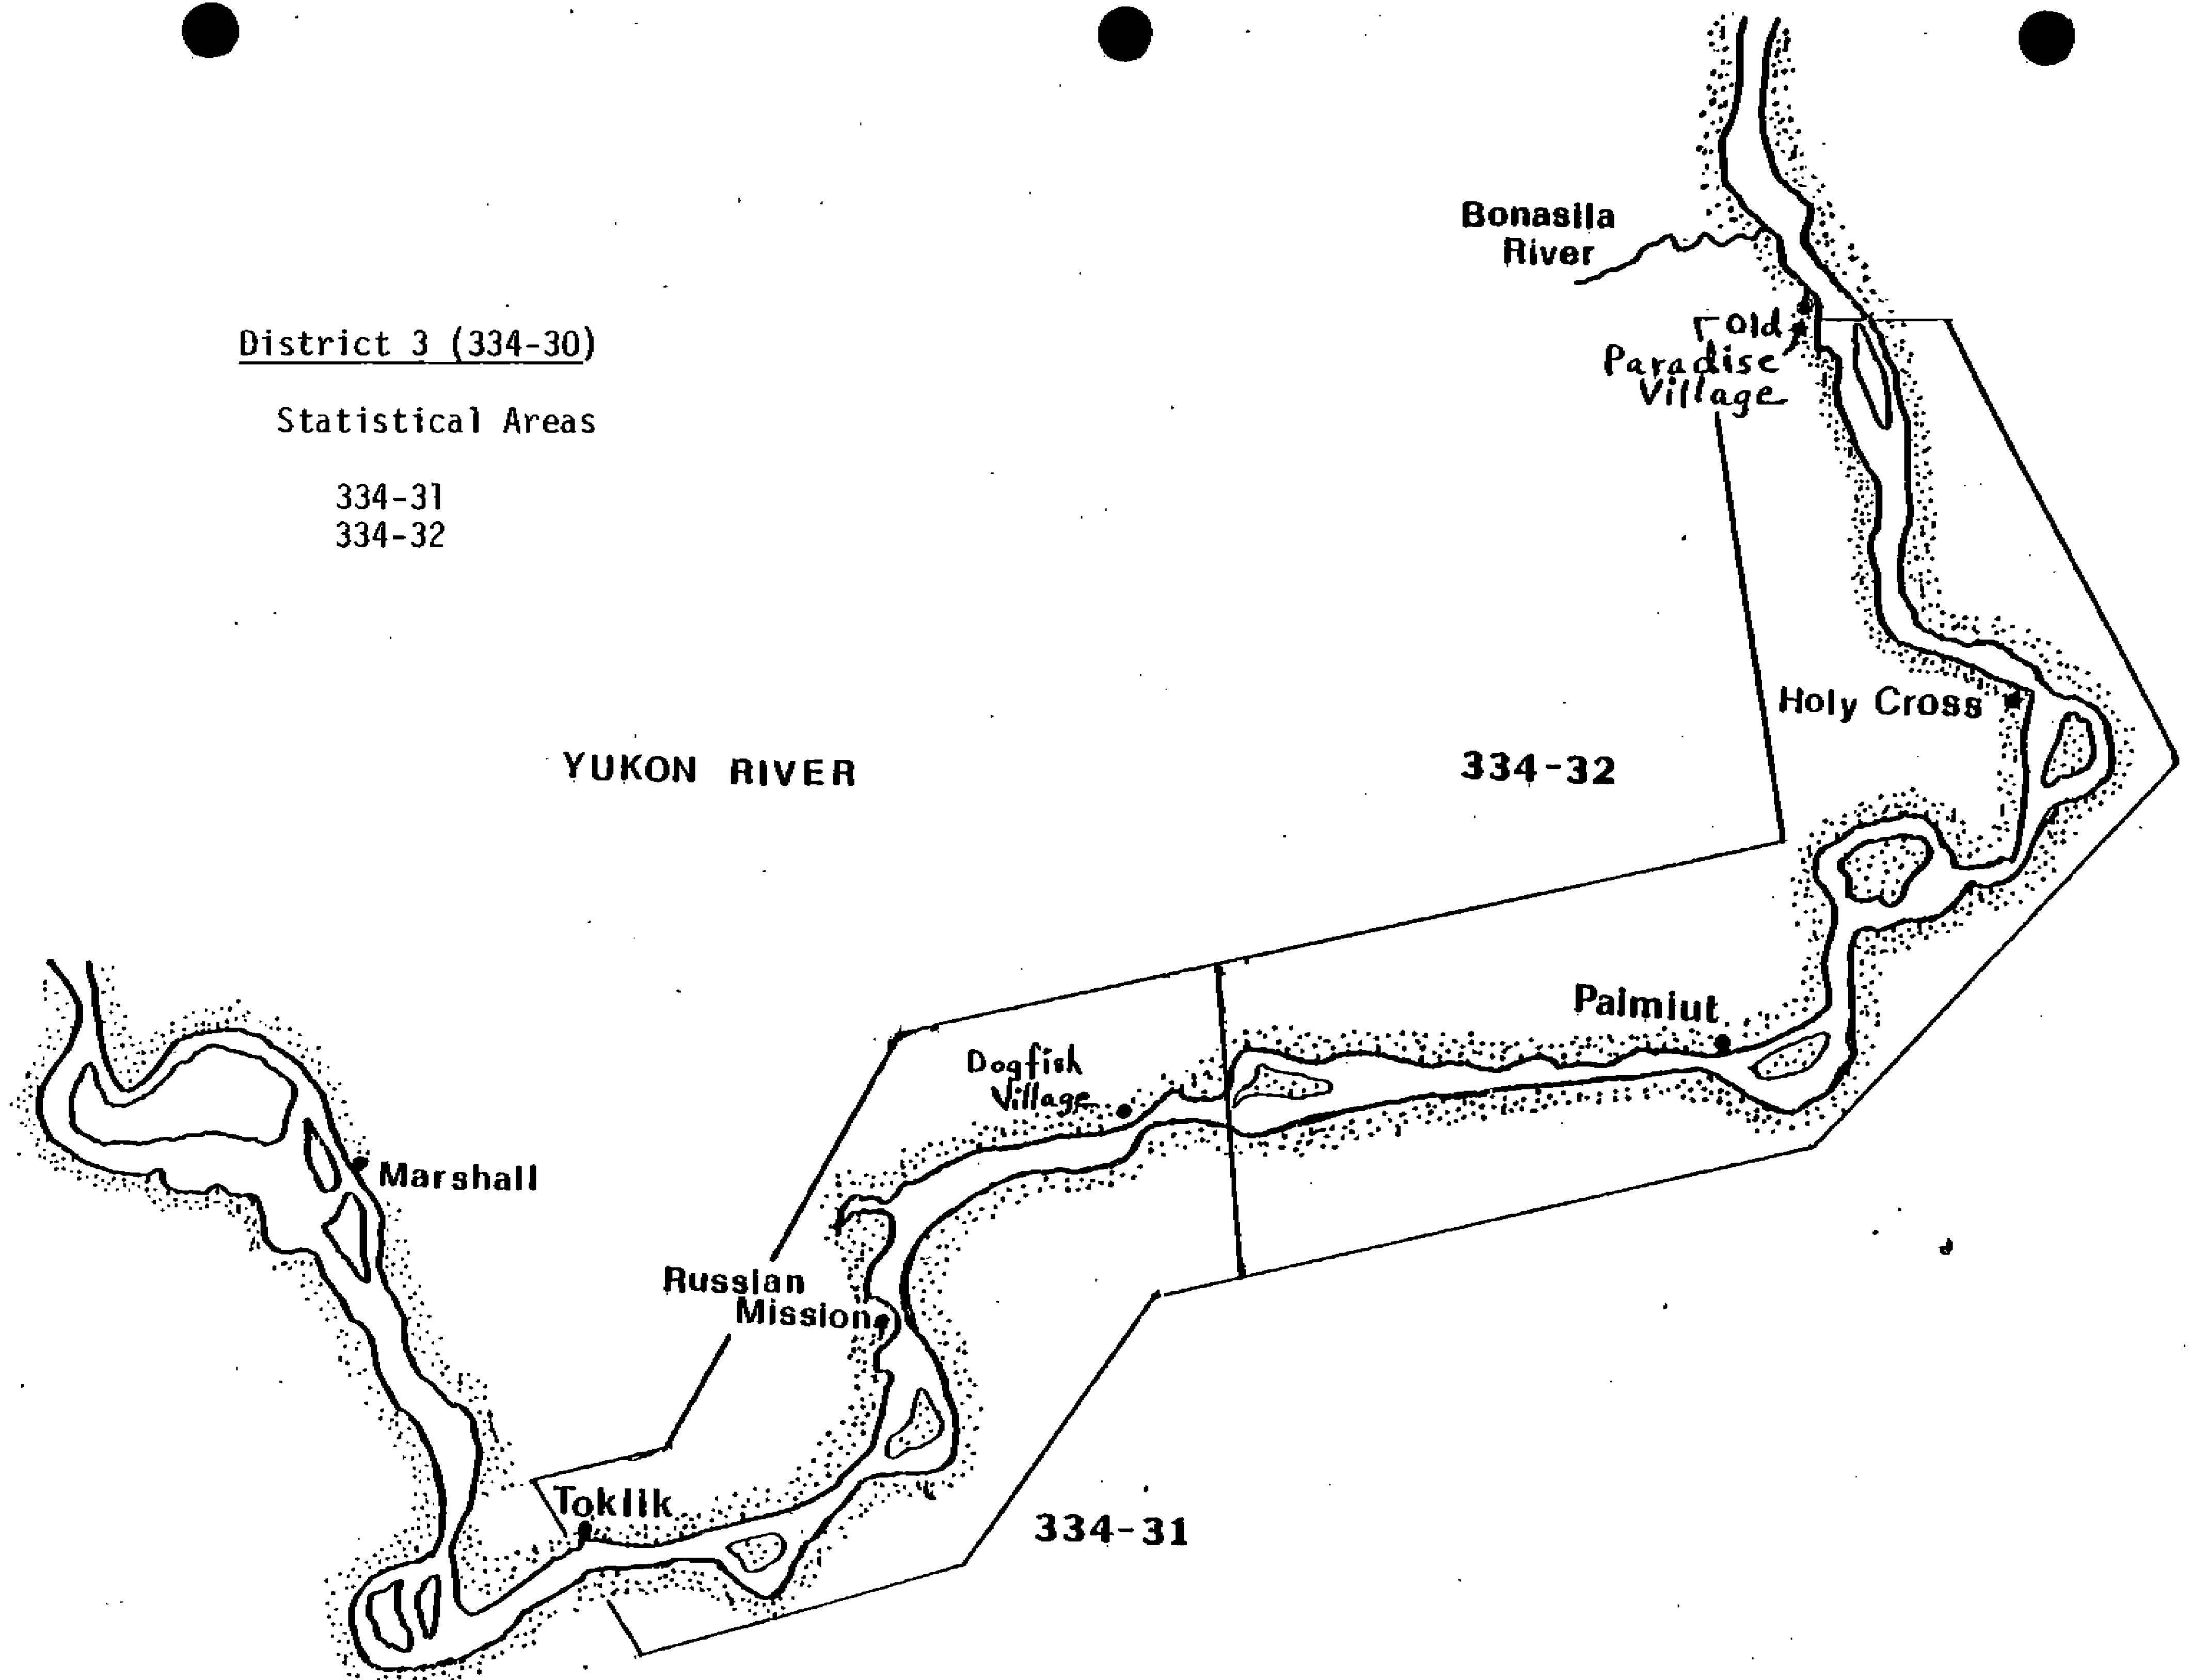 District 3 (334-30)
Statistical Areas
334-31
334-32
YUKON RIVER
Bonasila
River
Old
Paradise
Village
Holy Cross
334-32
Paimiut
Dogfish
Village
Marshall
Russian
Mission
Toklik
334-31